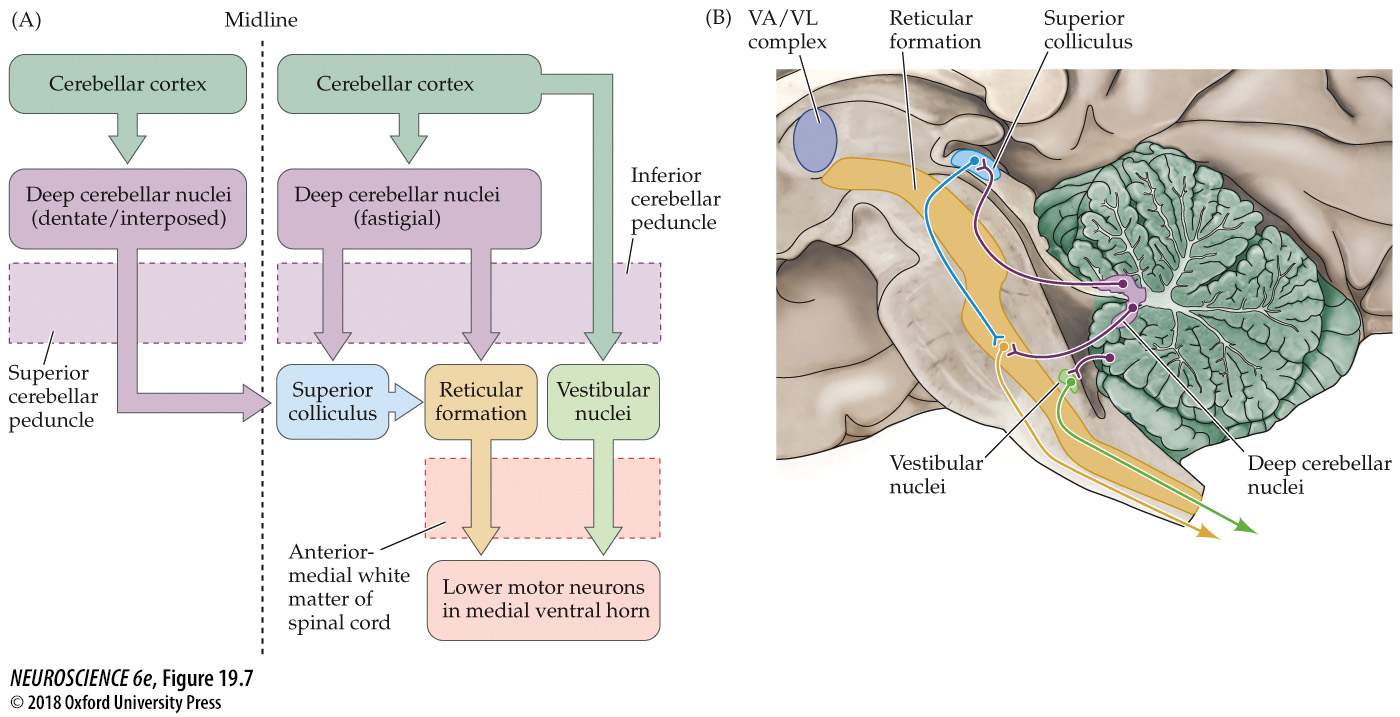 (A)
Midline
Cerebellar cortex
Cerebellar cortex
Deep cerebellar nuclei
(dentate/interposed)
Deep cerebellar nuclei
(fastigial)
Inferior
cerebellar
peduncle
Superior
cerebellar
peduncle
Superior
colliculus
Reticular
formation
Vestibular
nuclei
Anterior-
medial white
matter of
spinal cord
Lower motor neurons
in medial ventral horn
(B)
VA/VL
complex
Reticular
formation
Superior
colliculus
Vestibular
nuclei
Deep cerebellar
nuclei
NEUROSCIENCE 6e, Figure 19.7
© 2018 Oxford University Press